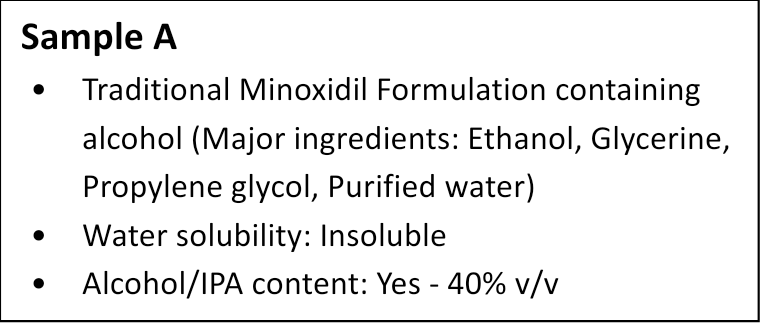 Sample A
• Traditional Minoxidil Formulation containing
alcohol (Major ingredients: Ethanol, Glycerine,
Propylene glycol, Purified water)
• Water solubility: Insoluble
• Alcohol/IPA content: Yes - 40% v/v